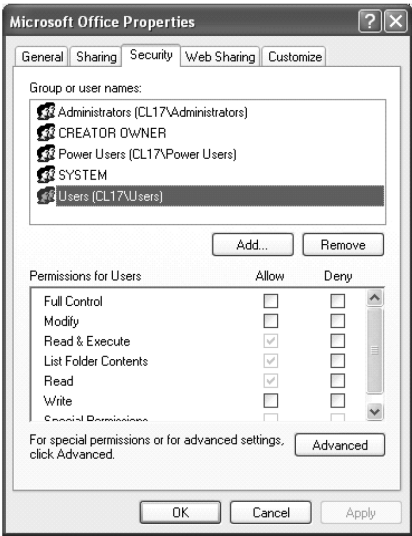 Microsoft Office Properties
General Sharing Security Web Sharing Customize
Group or user names:
Administrators (CL17\Administrators)
CREATOR OWNER
Power Users (CL17\Power Users)
SYSTEM
Users (CL17\Users)
Add... Remove
Permissions for Users Allow Deny
Full Control
Modify
Read & Execute
List Folder Contents
Read
Write
Special Permissions
For special permissions or for advanced settings,
click Advanced.
Advanced
OK Cancel Apply